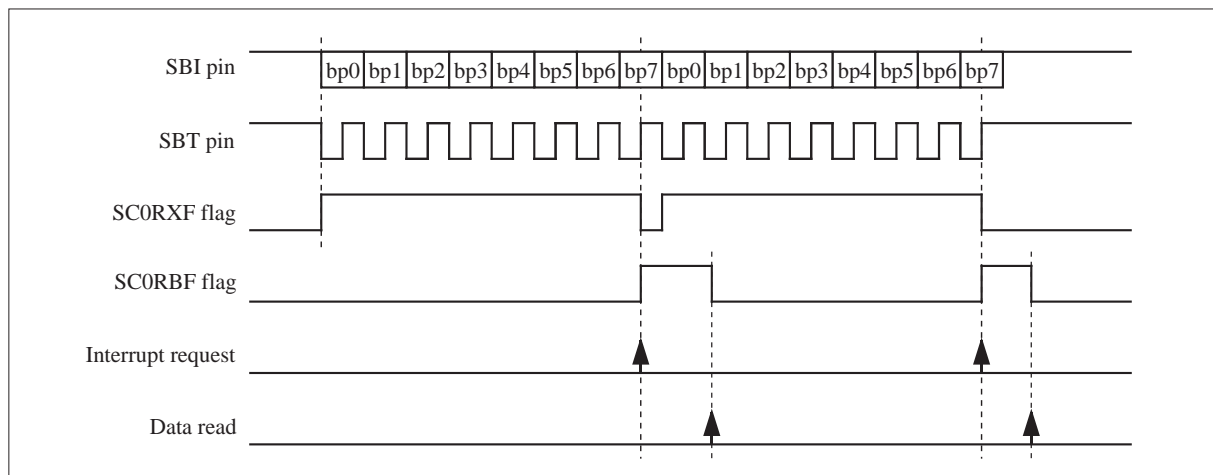 SBI pin
bp0 bp1 bp2 bp3 bp4 bp5 bp6 bp7 bp0 bp1 bp2 bp3 bp4 bp5 bp6 bp7
SBT pin
SC0RXF flag
SC0RBF flag
Interrupt request
Data read